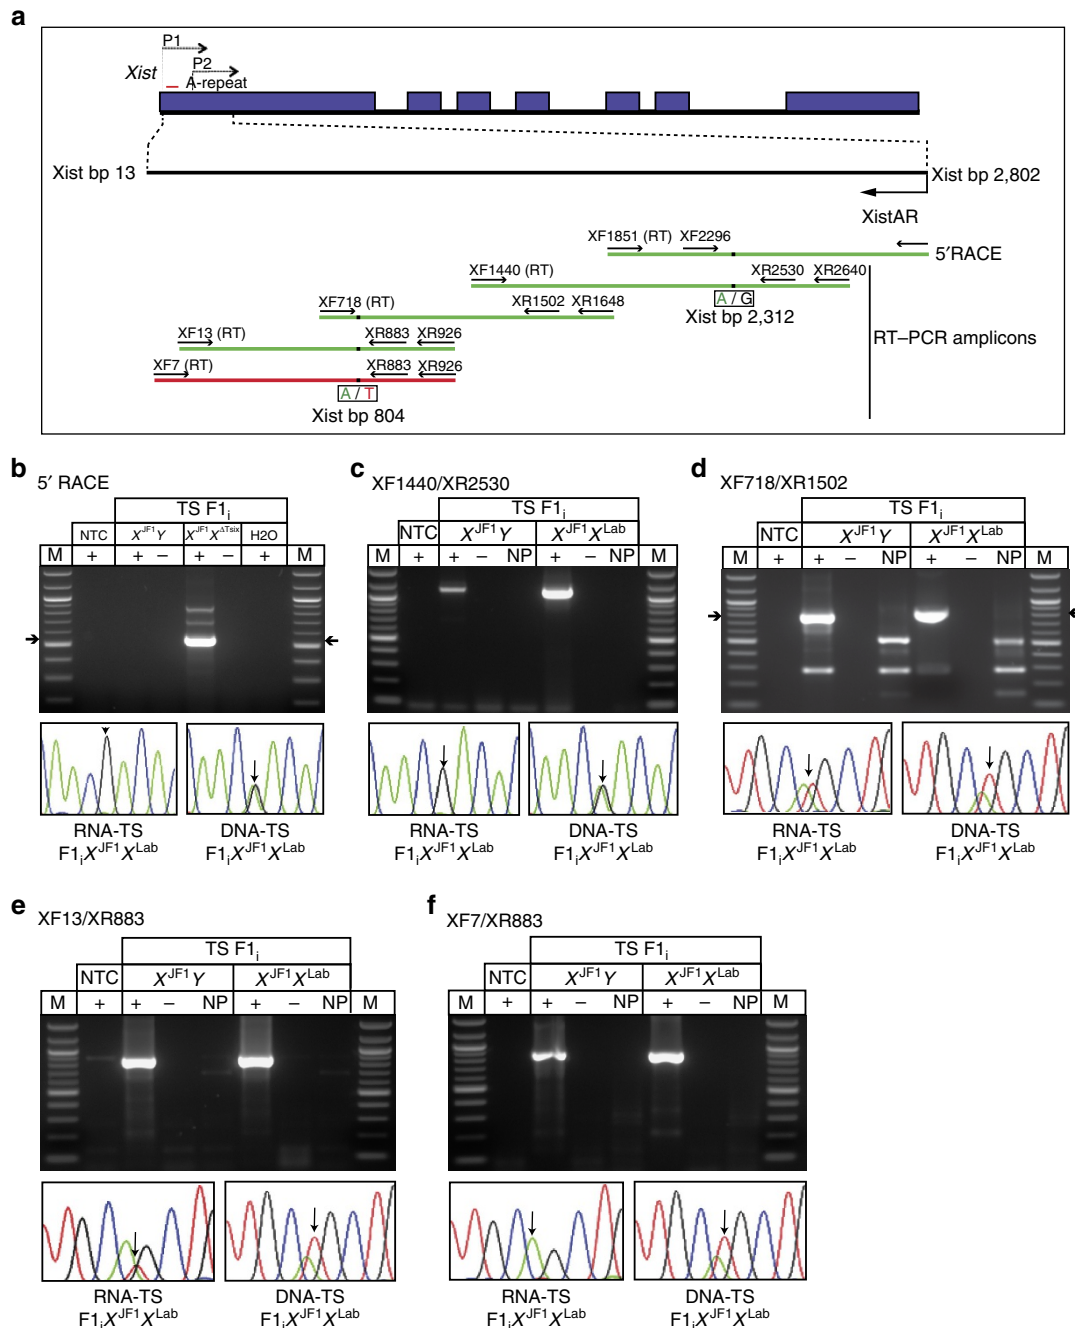 a
P1
P2
Xist
A-repeat
Xist bp 13
Xist bp 2,802
XistAR
XF1851 (RT) XF2296
5′RACE
XF1440 (RT) XR2530 XR2640
A / G
Xist bp 2,312
XF718 (RT) XR1502 XR1648
XF13 (RT) XR883 XR926
RT–PCR amplicons
XF7 (RT) XR883 XR926
A / T
Xist bp 804
b
5′ RACE
TS F1i
NTC XJF1Y XJF1XΔTsix H2O
M + + – + – + M
RNA-TS
F1iXJF1XLab
DNA-TS
F1iXJF1XLab
c
XF1440/XR2530
TS F1i
NTC XJF1Y XJF1XLab
M + + – NP + – NP M
RNA-TS
F1iXJF1XLab
DNA-TS
F1iXJF1XLab
d
XF718/XR1502
TS F1i
NTC XJF1Y XJF1XLab
M + + – NP + – NP M
RNA-TS
F1iXJF1XLab
DNA-TS
F1iXJF1XLab
e
XF13/XR883
TS F1i
NTC XJF1Y XJF1XLab
M + + – NP + – NP M
RNA-TS
F1iXJF1XLab
DNA-TS
F1iXJF1XLab
f
XF7/XR883
TS F1i
NTC XJF1Y XJF1XLab
M + + – NP + – NP M
RNA-TS
F1iXJF1XLab
DNA-TS
F1iXJF1XLab